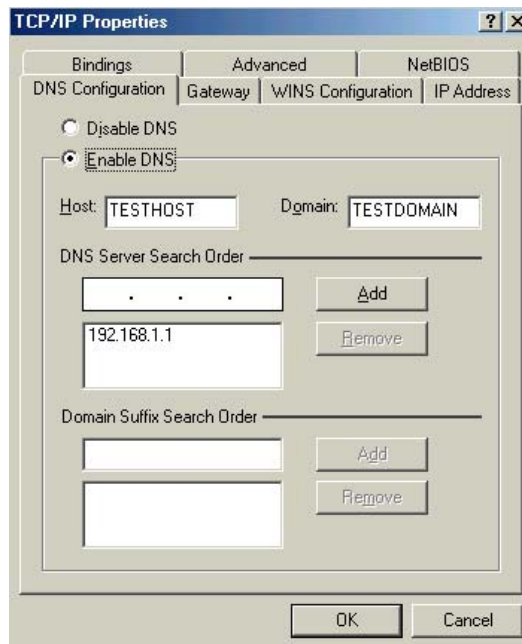 TCP/IP Properties
Bindings Advanced NetBIOS
DNS Configuration Gateway WINS Configuration IP Address
Disable DNS
Enable DNS
Host: TESTHOST Domain: TESTDOMAIN
DNS Server Search Order
. . . Add
192.168.1.1 Remove
Domain Suffix Search Order
Add
Remove
OK Cancel